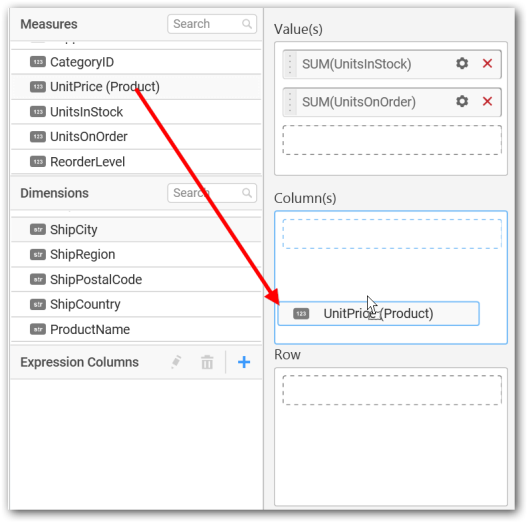 Measures
Search
123 CategoryID
123 UnitPrice (Product)
123 UnitsInStock
123 UnitsOnOrder
123 ReorderLevel
Dimensions
Search
str ShipCity
str ShipRegion
str ShipPostalCode
str ShipCountry
str ProductName
Expression Columns
Value(s)
SUM(UnitsInStock)
SUM(UnitsOnOrder)
Column(s)
123 UnitPrice (Product)
Row